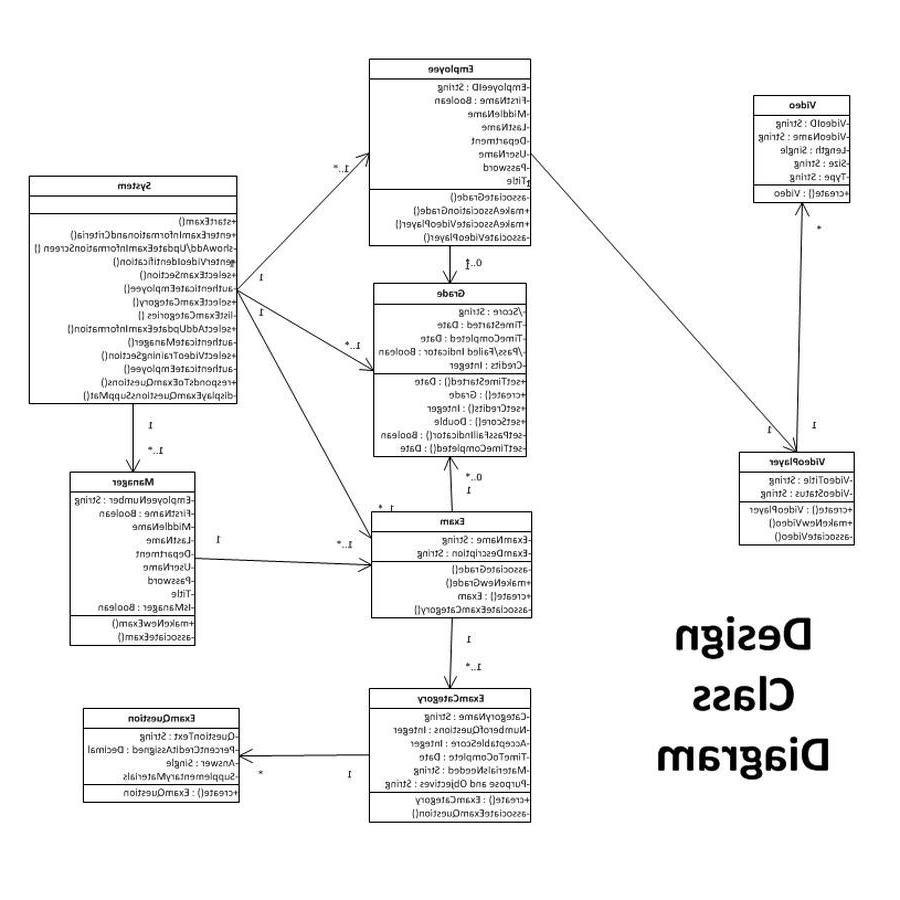 Employee
-EmployeeID : String
-FirstName : Boolean
-MiddleName
-LastName
-Department
-UserName
-Password
-Title
-associateGrade()
+makeAssociationGrade()
+makeAssociateVideoPlayer()
-associateVideoPlayer()
Video
-VideoID : String
-VideoName : String
-Length : Single
-Size : String
-Type : String
+create() : Video
System
+startExam()
+enterExamInformationandCriteria()
-showAdd/Update/ExamInformationScreen ()
-enterVideoIdentification()
+selectExamSection()
-authenticateEmployee()
+selectExamCategory()
-listExamCategories ()
+selectAddUpdateExamInformation()
-authenticateManager()
+selectVideoTrainingSection()
-authenticateEmployee()
+respondsToExamQuestions()
-displayExamQuestionsSuppMat()
1
1..*
1
1..*
1
1..*
1
0..*
1
Grade
-/Score : String
-TimeStarted : Date
-TimeCompleted : Date
-/Pass/Failed Indicator : Boolean
-Credits : Integer
+setTimeStarted() : Date
+create() : Grade
+setCredits() : Integer
+setScore() : Double
-setPassFailIndicator() : Boolean
-setTimeCompleted() : Date
0..*
1
*
1
1
VideoPlayer
-VideoTitle : String
-VideoStatus : String
+create() : VideoPlayer
+makeNewVideo()
-associateVideo()
Manager
-EmployeeNumber : String
-FirstName : Boolean
-MiddleName
-LastName
-Department
-UserName
-Password
-Title
-IsManager : Boolean
+makeNewExam()
-associateExam()
1
1..*
1..*
Exam
-ExamName : String
-ExamDescription : String
-associateGrade()
+makeNewGrade()
+create() : Exam
-associateExamCategory()
1
1..*
ExamCategory
-CategoryName : String
-NumberofQuestions : Integer
-AcceptableScore : Integer
-TimeToComplete : Date
-MaterialsNeeded : String
-Purpose and Objectives : String
+create() : ExamCategory
-associateExamQuestion()
1
*
ExamQuestion
-QuestionText : String
-PercentCreditAssigned : Decimal
-Answer : Single
-SupplementaryMaterials
+create() : ExamQuestion
Design
Class
Diagram